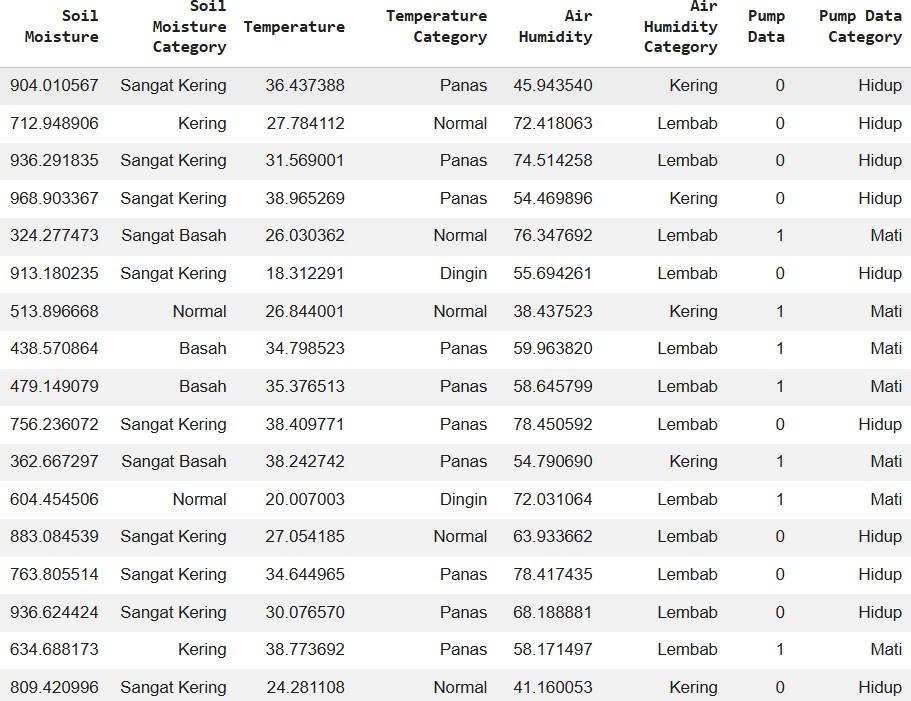 Soil Moisture Soil Moisture Category Temperature Temperature Category Air Humidity Air Humidity Category Pump Data Pump Data Category
904.010567 Sangat Kering 36.437388 Panas 45.943540 Kering 0 Hidup
712.948906 Kering 27.784112 Normal 72.418063 Lembab 0 Hidup
936.291835 Sangat Kering 31.569001 Panas 74.514258 Lembab 0 Hidup
968.903367 Sangat Kering 38.965269 Panas 54.469896 Kering 0 Hidup
324.277473 Sangat Basah 26.030362 Normal 76.347692 Lembab 1 Mati
913.180235 Sangat Kering 18.312291 Dingin 55.694261 Lembab 0 Hidup
513.896668 Normal 26.844001 Normal 38.437523 Kering 1 Mati
438.570864 Basah 34.798523 Panas 59.963820 Lembab 1 Mati
479.149079 Basah 35.376513 Panas 58.645799 Lembab 1 Mati
756.236072 Sangat Kering 38.409771 Panas 78.450592 Lembab 0 Hidup
362.667297 Sangat Basah 38.242742 Panas 54.790690 Kering 1 Mati
604.454506 Normal 20.007003 Dingin 72.031064 Lembab 1 Mati
883.084539 Sangat Kering 27.054185 Normal 63.933662 Lembab 0 Hidup
763.805514 Sangat Kering 34.644965 Panas 78.417435 Lembab 0 Hidup
936.624424 Sangat Kering 30.076570 Panas 68.188881 Lembab 0 Hidup
634.688173 Kering 38.773692 Panas 58.171497 Lembab 1 Mati
809.420996 Sangat Kering 24.281108 Normal 41.160053 Kering 0 Hidup